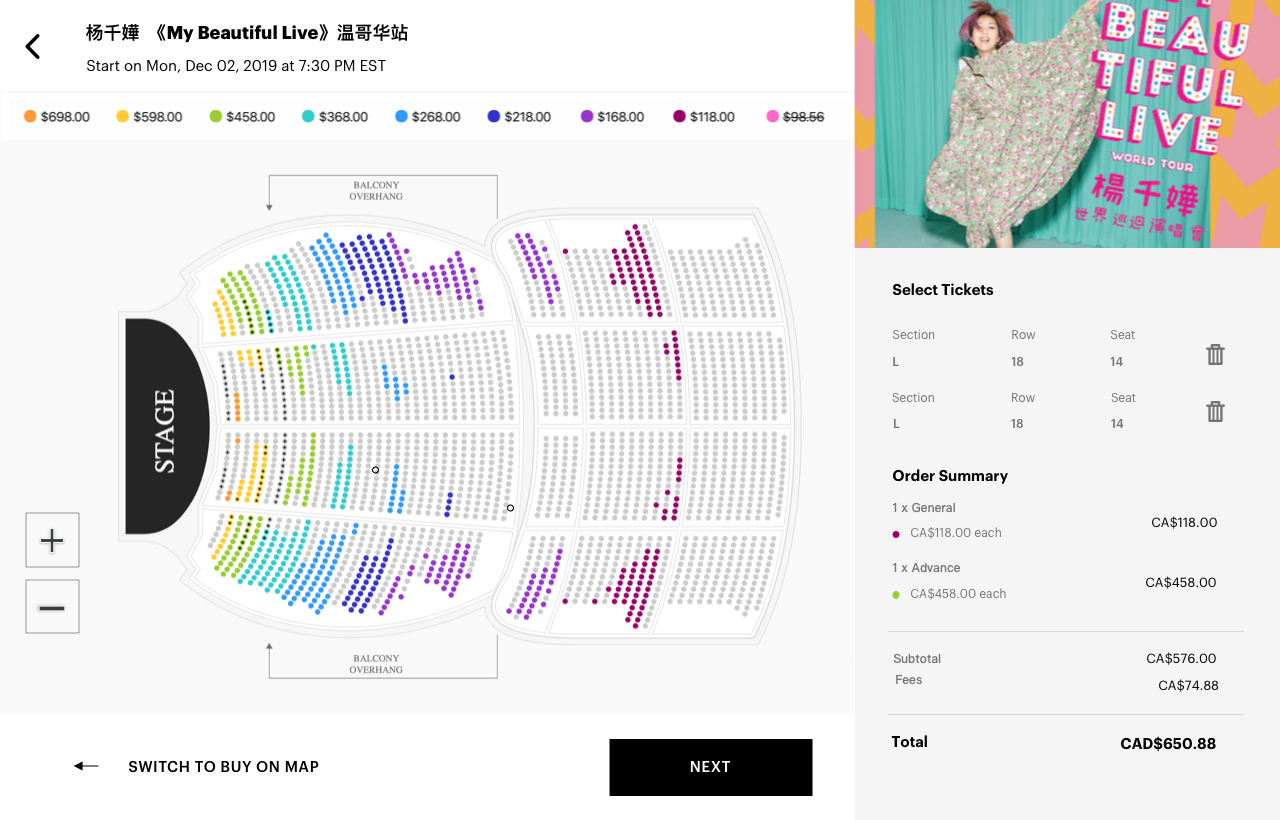 杨千嬅 《My Beautiful Live》温哥华站
Start on Mon, Dec 02, 2019 at 7:30 PM EST
$698.00 $598.00 $458.00 $368.00 $268.00 $218.00 $168.00 $118.00 $98.56
BALCONY
OVERHANG
STAGE
BALCONY
OVERHANG
SWITCH TO BUY ON MAP
NEXT
BEAU
TIFUL
LIVE
WORLD TOUR
楊千嬅
世界巡迴演唱會
Select Tickets
Section Row Seat
L 18 14
Section Row Seat
L 18 14
Order Summary
1 x General
CA$118.00 each CA$118.00
1 x Advance
CA$458.00 each CA$458.00
Subtotal CA$576.00
Fees CA$74.88
Total CAD$650.88